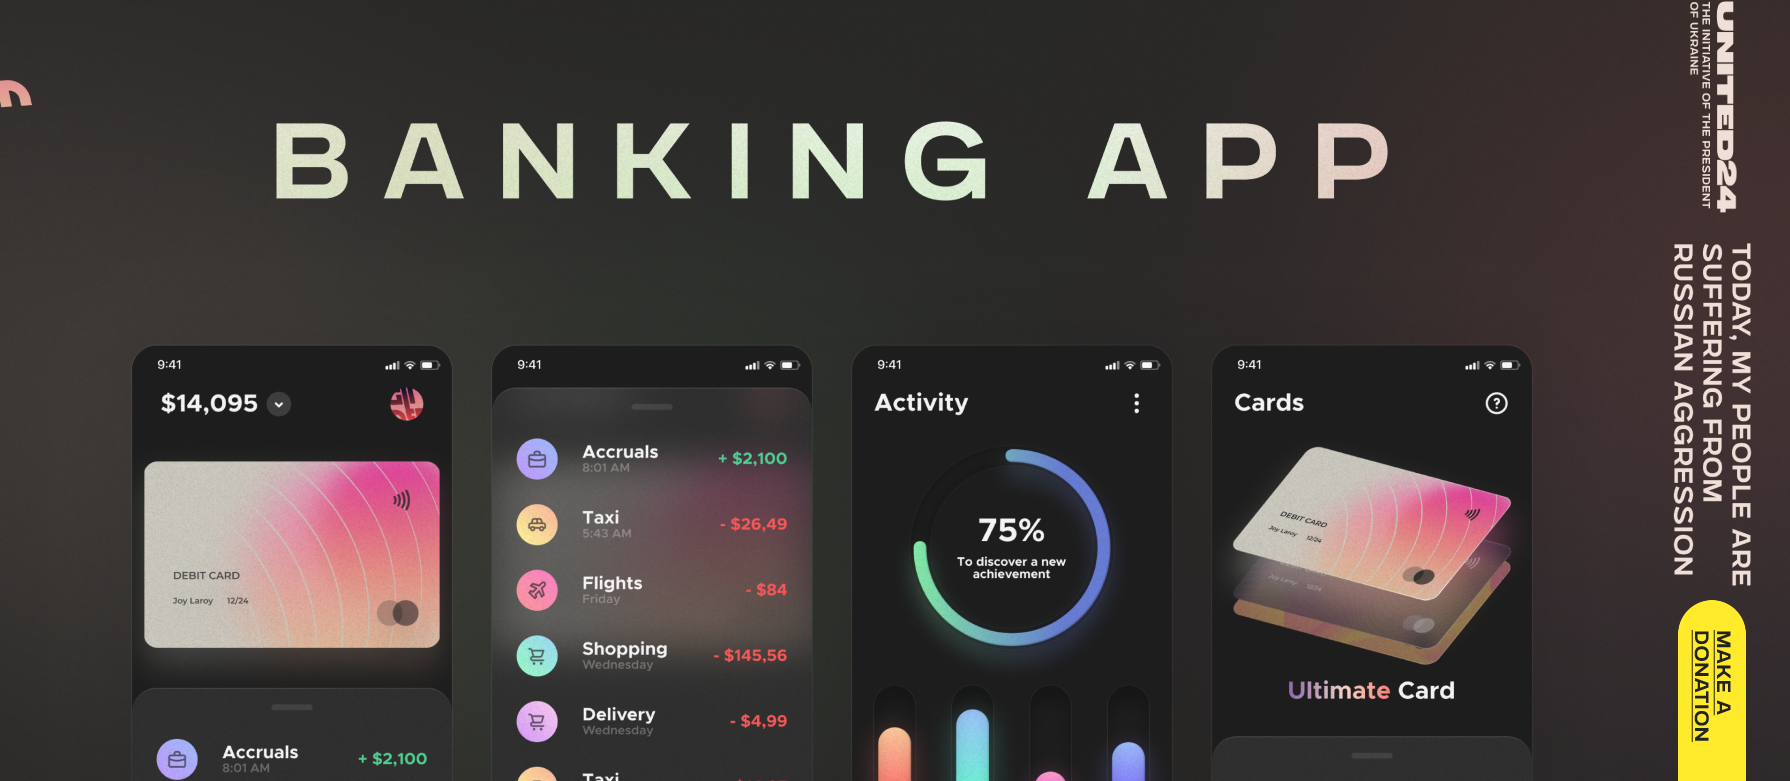 BANKING APP
9:41
$14,095
DEBIT CARD
Joy Laroy 12/24
Accruals + $2,100
8:01 AM
9:41
Accruals + $2,100
8:01 AM
Taxi - $26,49
5:43 AM
Flights - $84
Friday
Shopping - $145,56
Wednesday
Delivery - $4,99
Wednesday
Taxi
9:41
Activity
75%
To discover a new
achievement
9:41
Cards
DEBIT CARD
Joy Laroy 12/24
Ultimate Card
UNITED24
THE INITIATIVE OF THE PRESIDENT
OF UKRAINE
TODAY, MY PEOPLE ARE
SUFFERING FROM
RUSSIAN AGGRESSION
MAKE A
DONATION